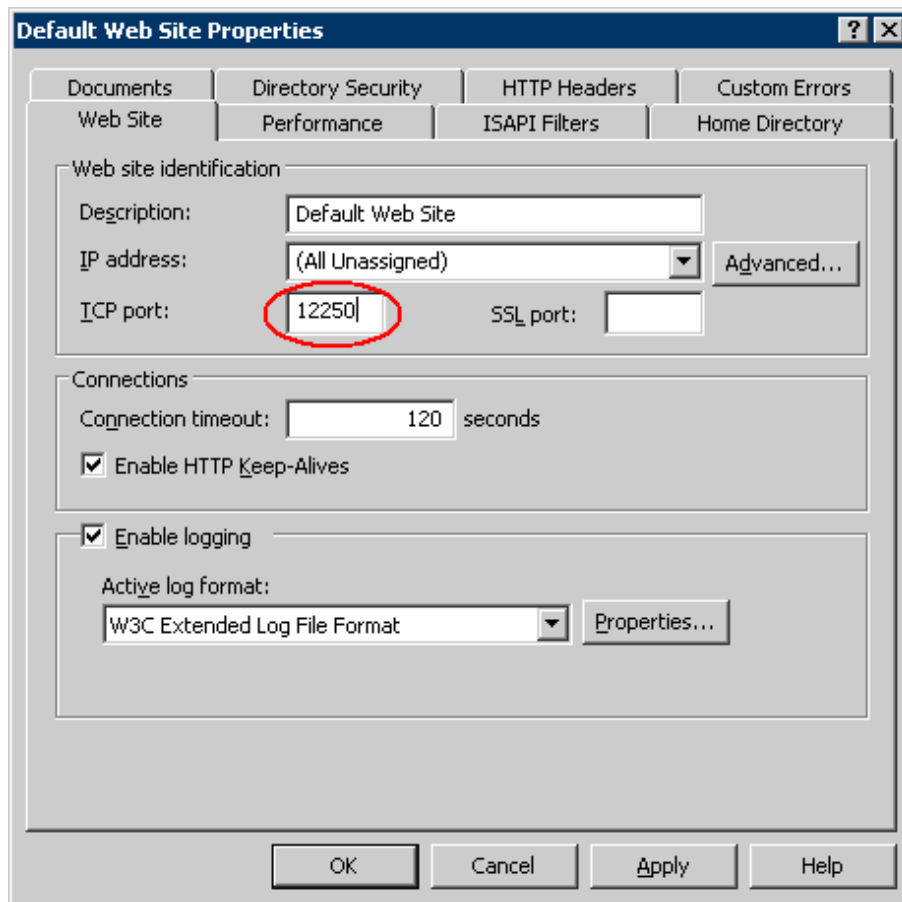 Default Web Site Properties
Documents Directory Security HTTP Headers Custom Errors
Web Site Performance ISAPI Filters Home Directory
Web site identification
Description: Default Web Site
IP address: (All Unassigned) Advanced...
TCP port: 12250 SSL port:
Connections
Connection timeout: 120 seconds
Enable HTTP Keep-Alives
Enable logging
Active log format:
W3C Extended Log File Format Properties...
OK Cancel Apply Help